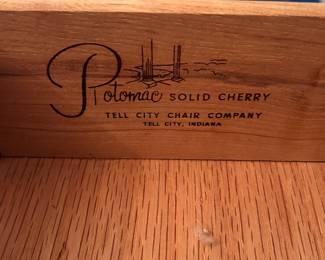 Potomac SOLID CHERRY
TELL CITY CHAIR COMPANY
TELL CITY, INDIANA